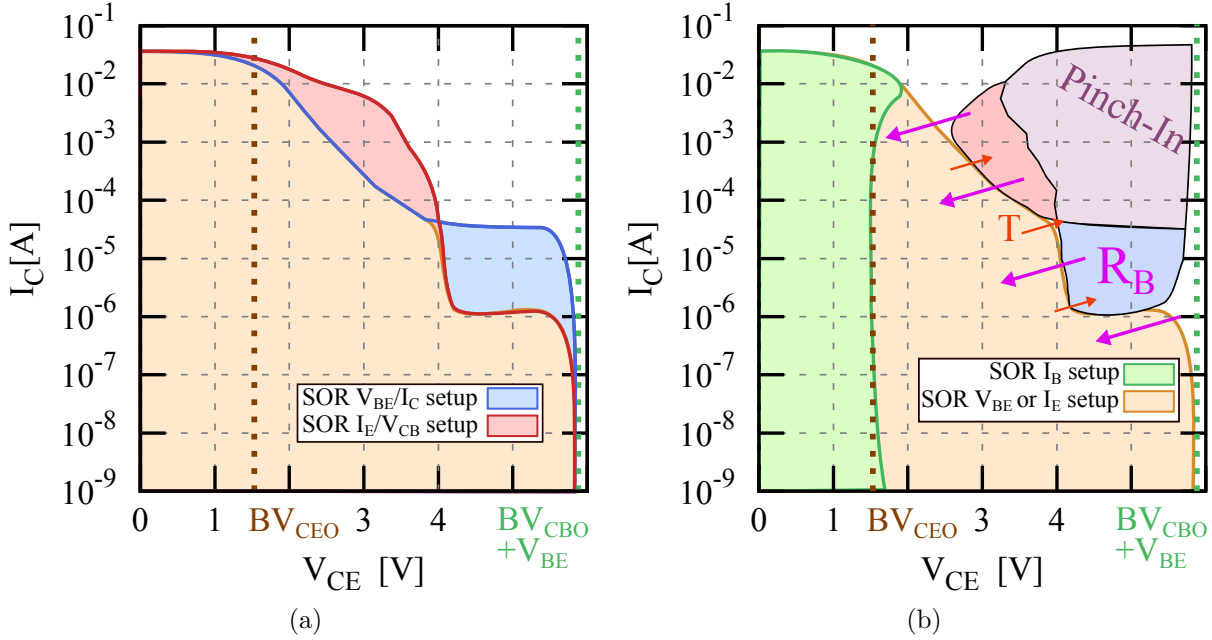 10^-1
10^-2
10^-3
10^-4
10^-5
10^-6
10^-7
10^-8
10^-9
I_C[A]
SOR V_BE/I_C setup
SOR I_E/V_CB setup
0 1 BV_CEO 3 4 BV_CBO
+V_BE
V_CE [V]
(a)
10^-1
10^-2
10^-3
10^-4
10^-5
10^-6
10^-7
10^-8
10^-9
I_C[A]
Pinch-In
T
R_B
SOR I_B setup
SOR V_BE or I_E setup
0 1 BV_CEO 3 4 BV_CBO
+V_BE
V_CE [V]
(b)